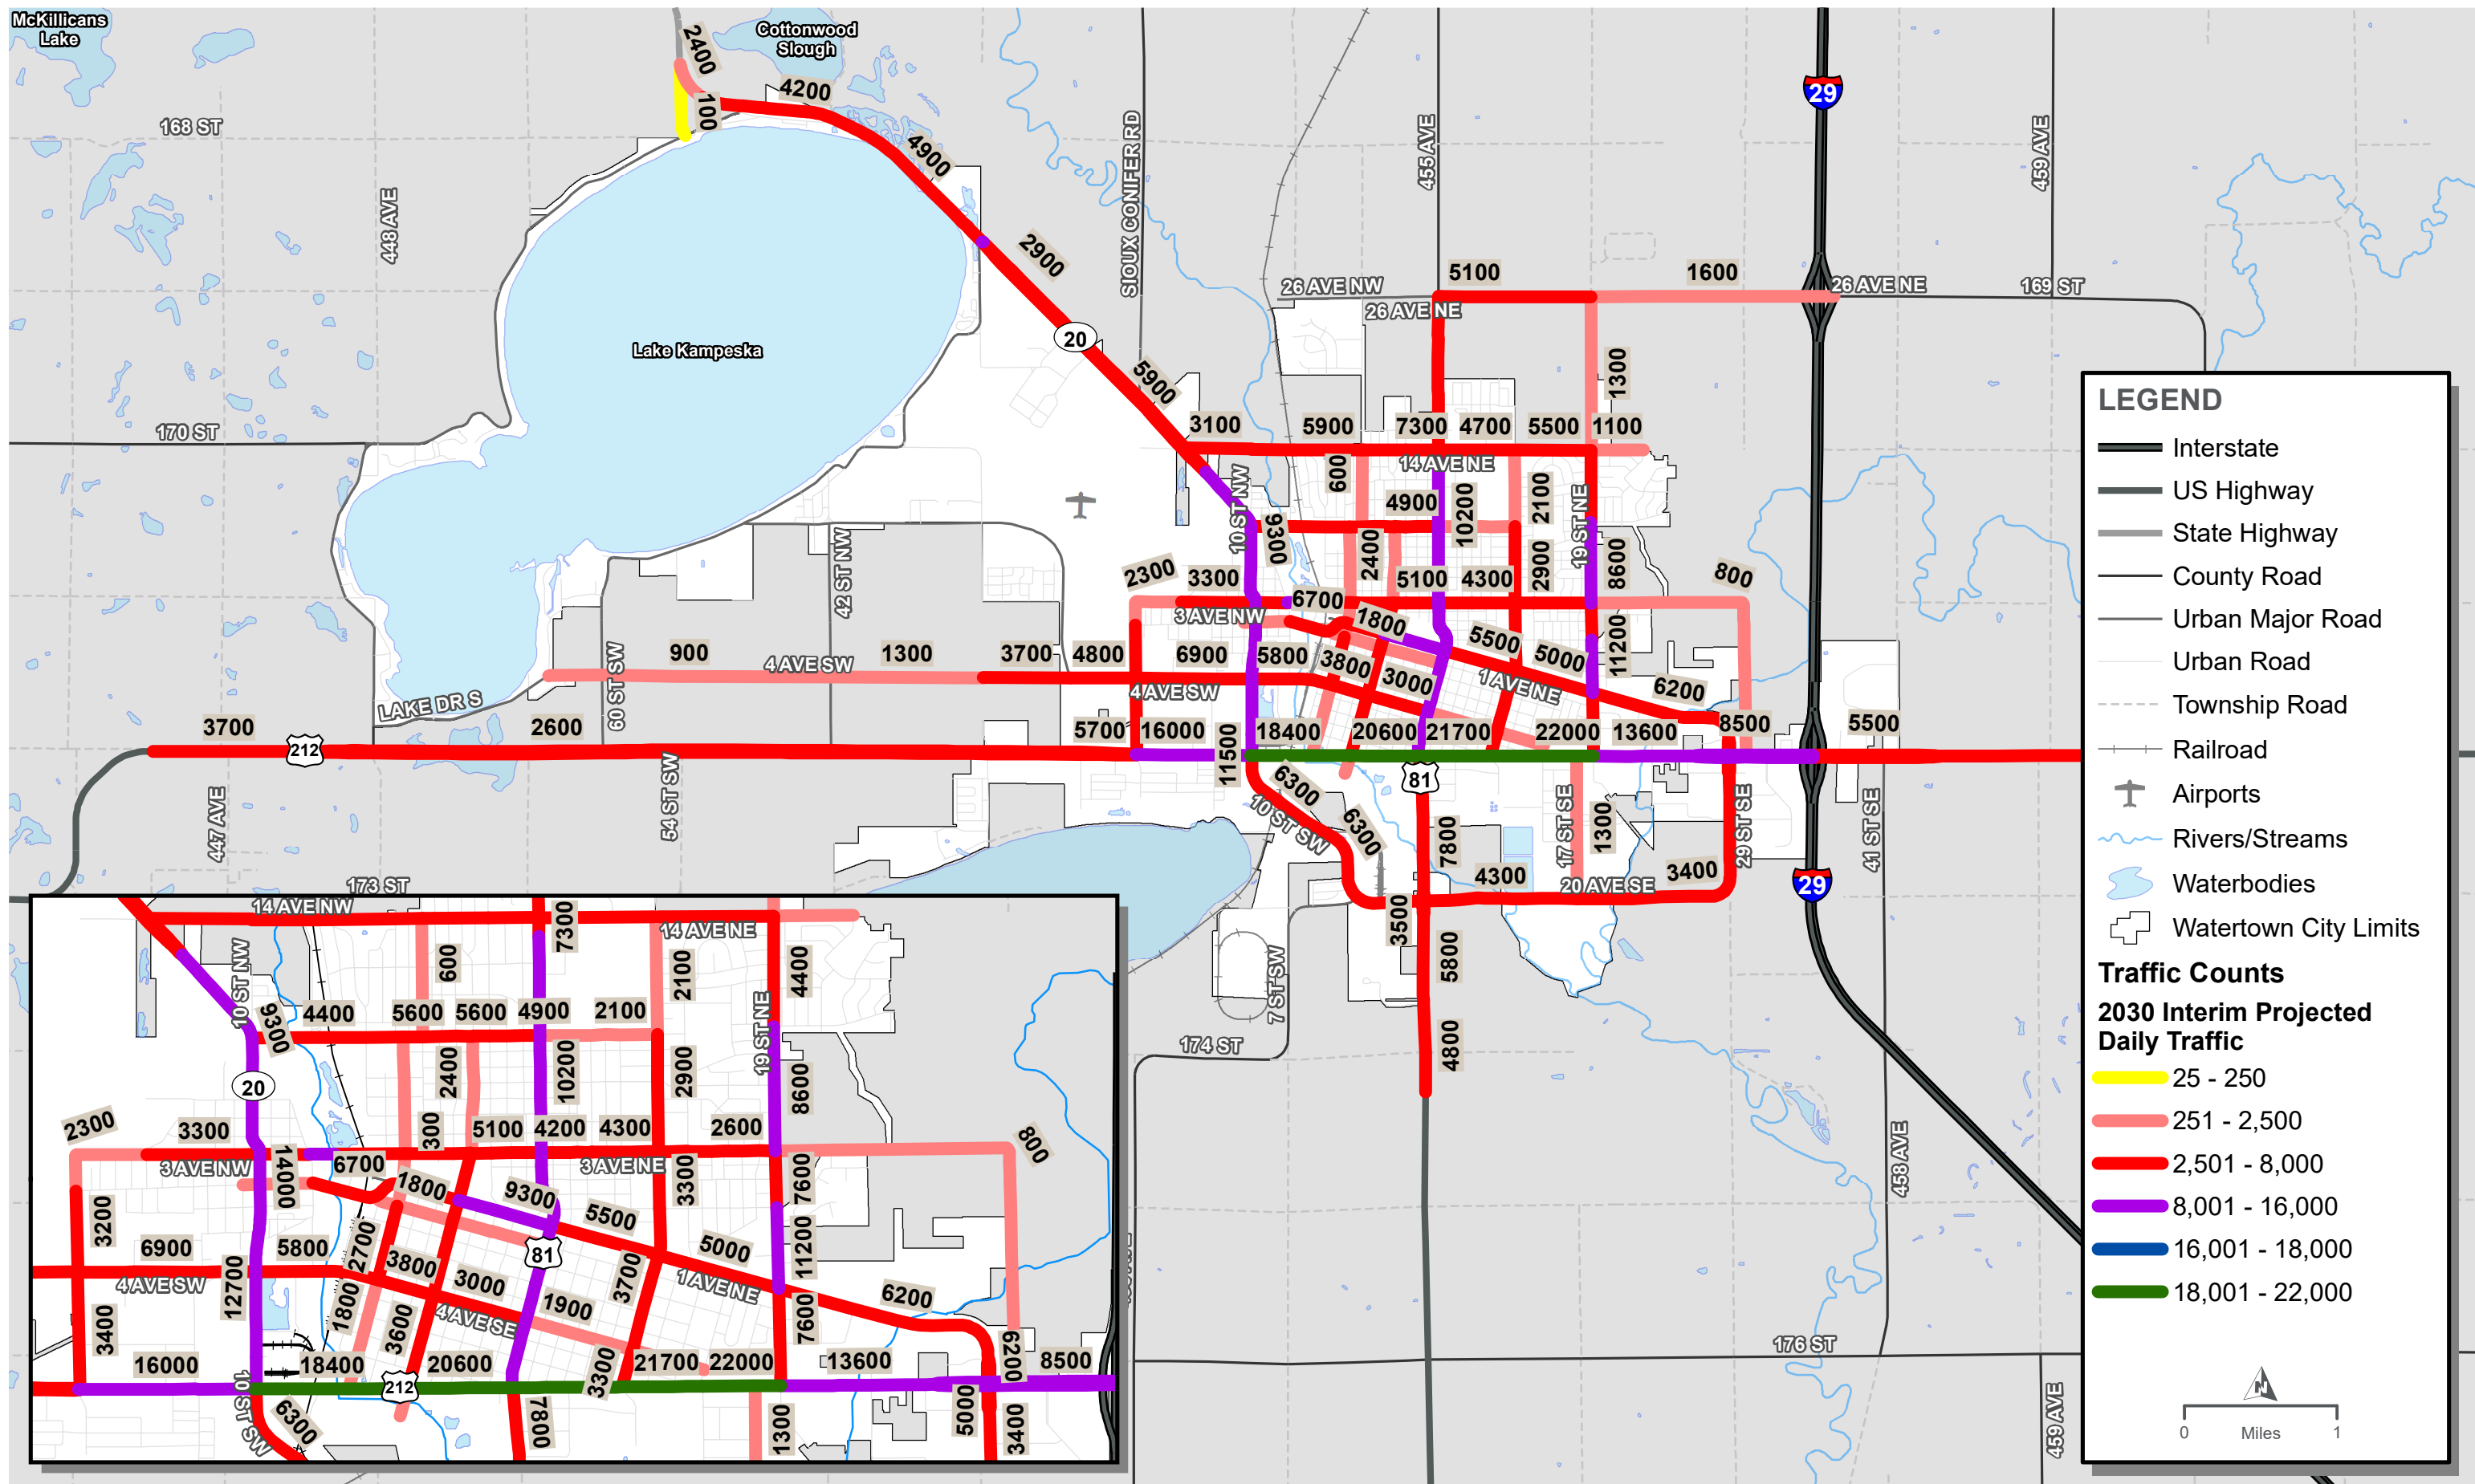 McKillicans
Lake
Cottonwood
Slough
2400
100
4200
4900
29
168 ST
448 AVE
SIOUX CONIFER RD
455 AVE
459 AVE
2900
5100
1600
26 AVE NW
26 AVE NE
26 AVE NE
169 ST
Lake Kampeska
20
5900
1300
170 ST
3100
5900
7300
4700
5500
1100
14 AVE NE
600
10 ST NW
4900
10200
2100
19 ST NE
9300
2400
2900
8600
42 ST NW
2300
3300
5100
4300
800
6700
3 AVE NW
1800
5500
5000
11200
900
4 AVE SW
1300
3700
4800
6900
5800
3800
3000
1 AVE NE
6200
60 ST SW
4 AVE SW
LAKE DR S
3700
2600
5700
16000
11500
18400
20600
21700
22000
13600
8500
5500
212
81
447 AVE
54 ST SW
6300
10 ST SW
6300
7800
17 ST SE
1300
29 ST SE
41 ST SE
4300
3400
20 AVE SE
29
3500
5800
7 ST SW
4800
174 ST
458 AVE
176 ST
459 AVE
173 ST
14 AVE NW
7300
14 AVE NE
10 ST NW
600
2100
4400
9300
4400
5600
5600
4900
2100
19 ST NE
20
2400
10200
2900
8600
2300
3300
300
5100
4200
4300
2600
800
3 AVE NW
14000
6700
3 AVE NE
3300
7600
1800
9300
5500
3200
6900
5800
2700
3800
81
5000
11200
4 AVE SW
12700
3000
3700
1 AVE NE
6200
3400
1800
3600
4 AVE SE
1900
7600
16000
18400
20600
3300
21700
22000
13600
6200
8500
212
10 ST SW
6300
7800
1300
5000
3400
LEGEND
Interstate
US Highway
State Highway
County Road
Urban Major Road
Urban Road
Township Road
Railroad
Airports
Rivers/Streams
Waterbodies
Watertown City Limits
Traffic Counts
2030 Interim Projected
Daily Traffic
25 - 250
251 - 2,500
2,501 - 8,000
8,001 - 16,000
16,001 - 18,000
18,001 - 22,000
N
0
Miles
1